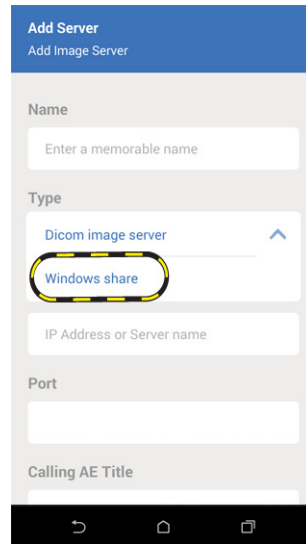 Add Server
Add Image Server
Name
Enter a memorable name
Type
Dicom image server
Windows share
IP Address or Server name
Port
Calling AE Title